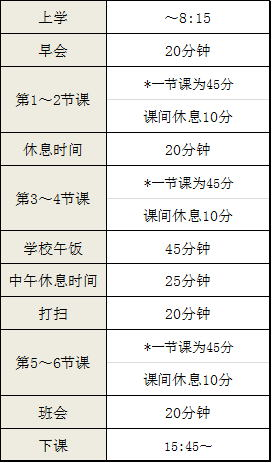 上学 ～8:15
早会 20分钟
第1～2节课 *一节课为45分
课间休息10分
休息时间 20分钟
第3～4节课 *一节课为45分
课间休息10分
学校午饭 45分钟
中午休息时间 25分钟
打扫 20分钟
第5～6节课 *一节课为45分
课间休息10分
班会 20分钟
下课 15:45～